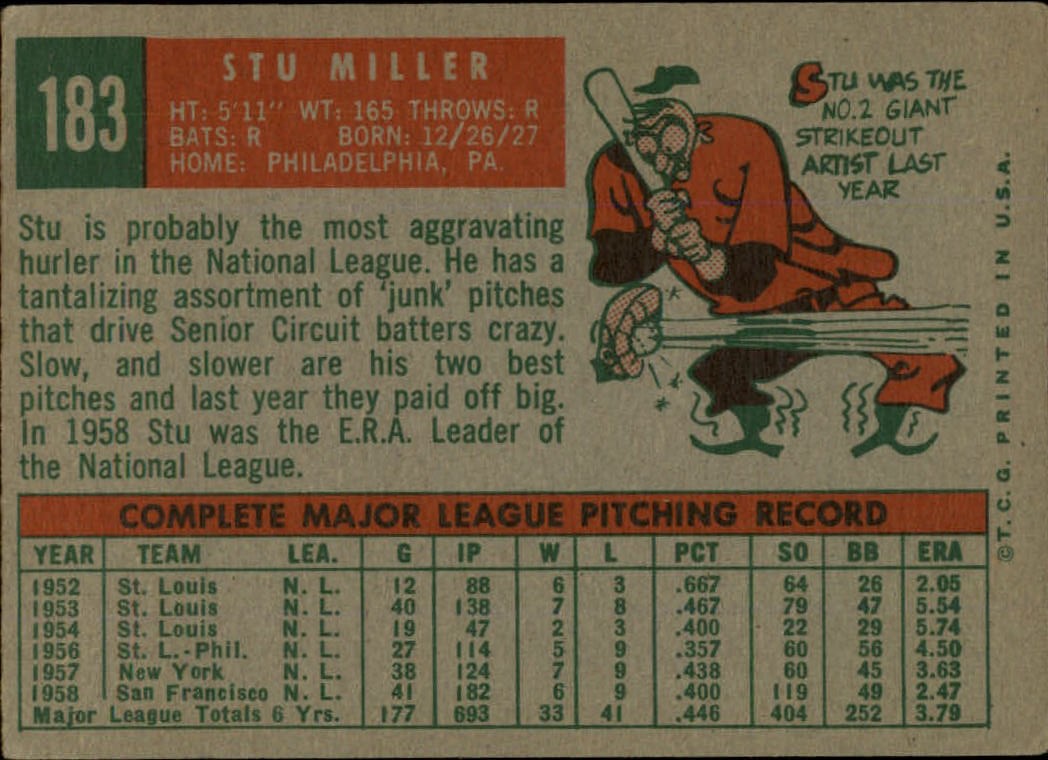 183
STU MILLER
HT: 5'11" WT: 165 THROWS: R
BATS: R BORN: 12/26/27
HOME: PHILADELPHIA, PA.
STU WAS THE
NO.2 GIANT
STRIKEOUT
ARTIST LAST
YEAR
Stu is probably the most aggravating
hurler in the National League. He has a
tantalizing assortment of 'junk' pitches
that drive Senior Circuit batters crazy.
Slow, and slower are his two best
pitches and last year they paid off big.
In 1958 Stu was the E.R.A. Leader of
the National League.
COMPLETE MAJOR LEAGUE PITCHING RECORD
YEAR TEAM LEA. G IP W L PCT SO BB ERA
1952 St. Louis N. L. 12 88 6 3 .667 64 26 2.05
1953 St. Louis N. L. 40 138 7 8 .467 79 47 5.54
1954 St. Louis N. L. 19 47 2 3 .400 22 29 5.74
1956 St. L.-Phil. N. L. 27 114 5 9 .357 60 56 4.50
1957 New York N. L. 38 124 7 9 .438 60 45 3.63
1958 San Francisco N. L. 41 182 6 9 .400 119 49 2.47
Major League Totals 6 Yrs. 177 693 33 41 .446 404 252 3.79
©T.C.G. PRINTED IN U.S.A.